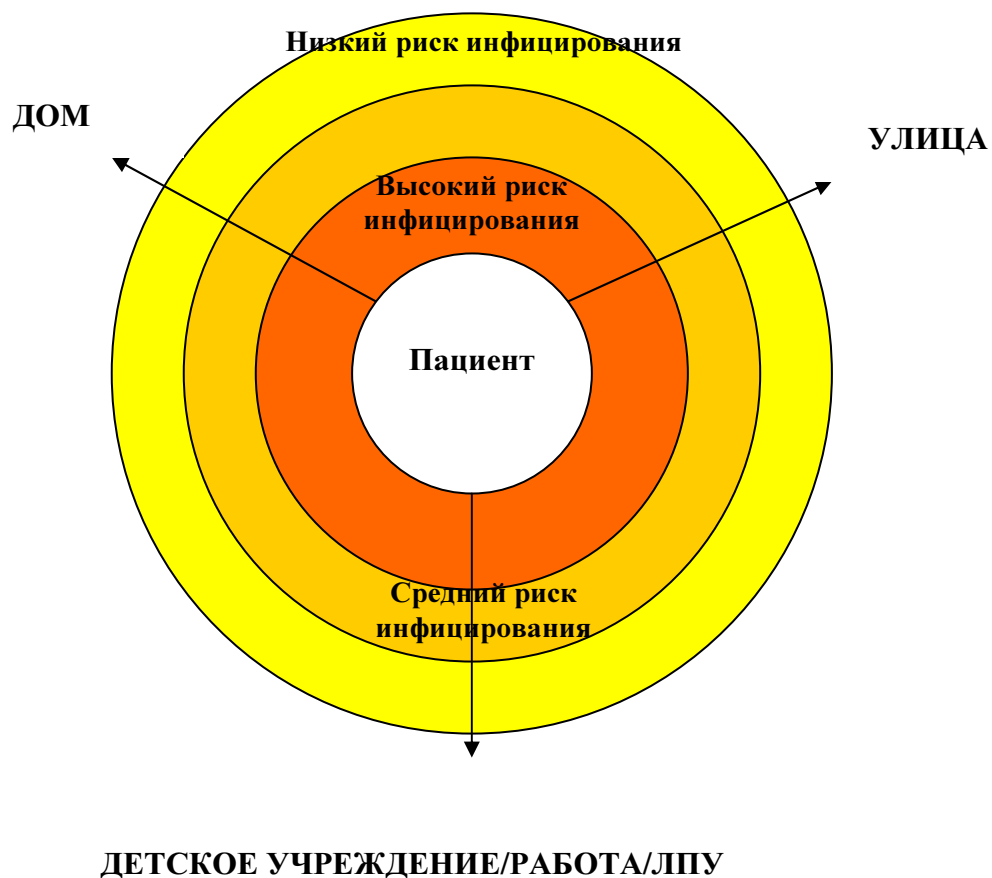 Низкий риск инфицирования
ДОМ
УЛИЦА
Высокий риск
инфицирования
Пациент
Средний риск
инфицирования
ДЕТСКОЕ УЧРЕЖДЕНИЕ/РАБОТА/ЛПУ